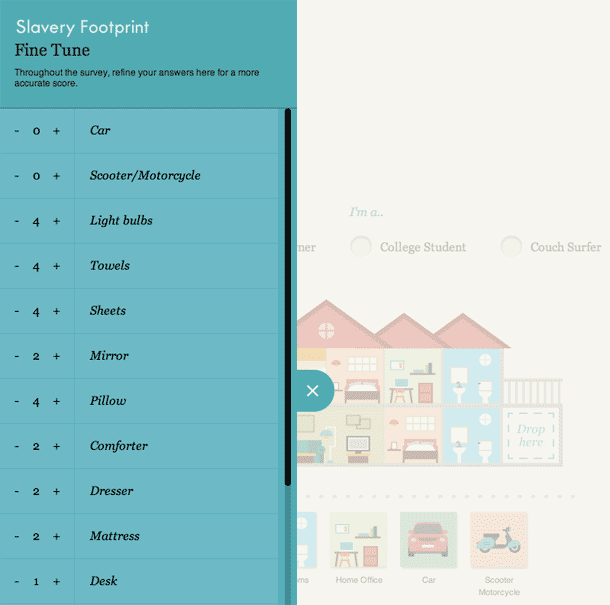 Slavery Footprint
Fine Tune
Throughout the survey, refine your answers here for a more
accurate score.
- 0 + Car
- 0 + Scooter/Motorcycle
- 4 + Light bulbs
- 4 + Towels
- 4 + Sheets
- 2 + Mirror
- 4 + Pillow
- 2 + Comforter
- 2 + Dresser
- 2 + Mattress
- 1 + Desk
I'm a..
ner College Student Couch Surfer
Drop
here
ms Home Office Car Scooter
Motorcycle